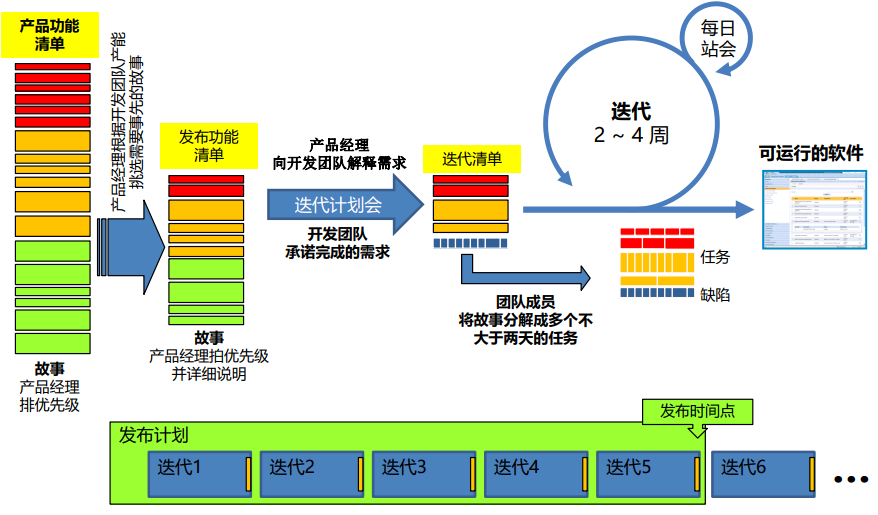 产品功能
清单
产品经理根据开发团队产能
挑选需要事先的故事
故事
产品经理
排优先级
发布功能
清单
故事
产品经理拍优先级
并详细说明
产品经理
向开发团队解释需求
迭代计划会
开发团队
承诺完成的需求
迭代清单
团队成员
将故事分解成多个不
大于两天的任务
每日
站会
迭代
2 ~ 4 周
任务
缺陷
可运行的软件
发布时间点
发布计划
迭代1
迭代2
迭代3
迭代4
迭代5
迭代6
•••